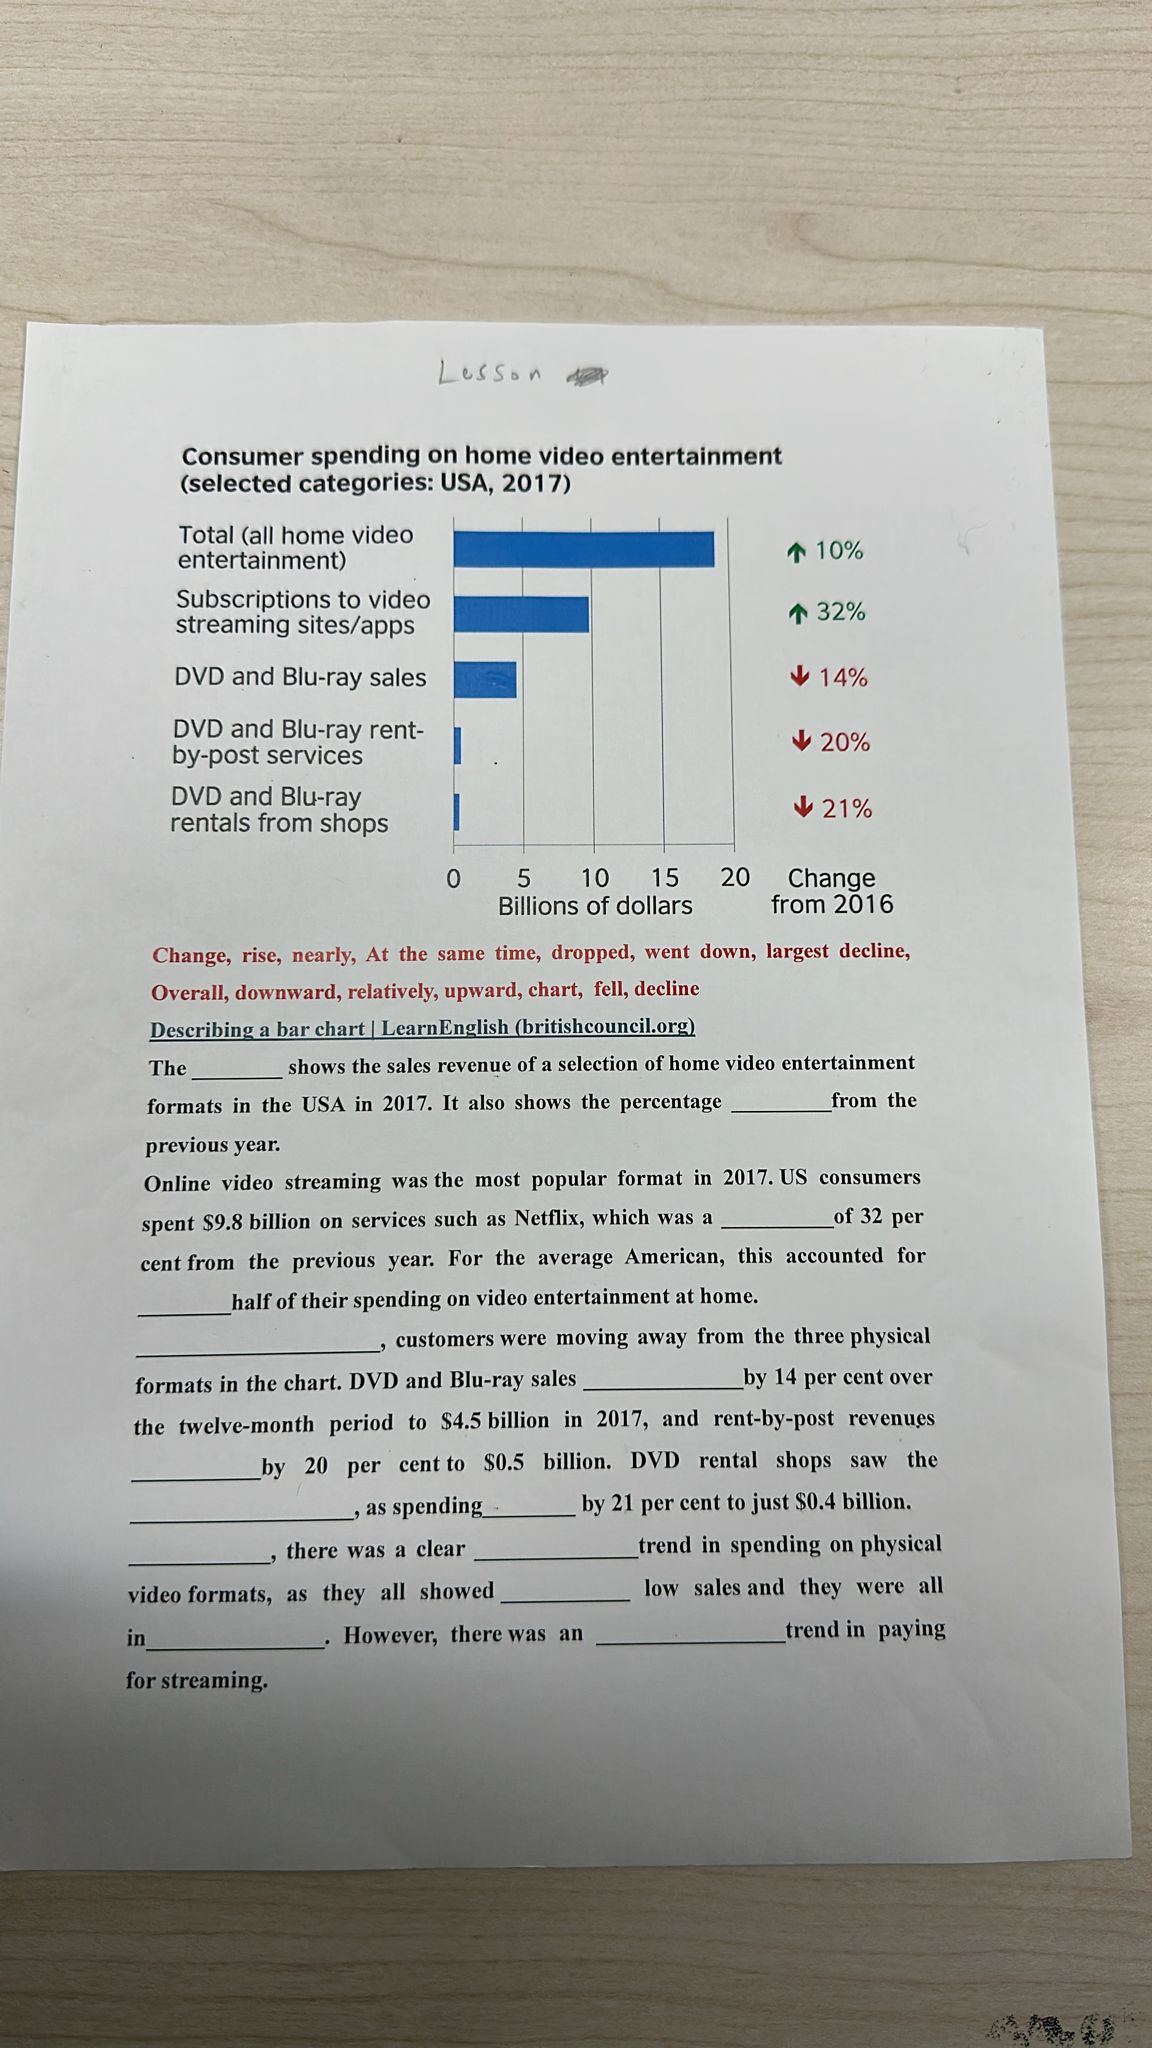 Lesson
Consumer spending on home video entertainment
(selected categories: USA, 2017)
Total (all home video
entertainment)
↑ 10%
Subscriptions to video
streaming sites/apps
↑ 32%
DVD and Blu-ray sales
↓ 14%
DVD and Blu-ray rent-
by-post services
↓ 20%
DVD and Blu-ray
rentals from shops
↓ 21%
0 5 10 15 20
Billions of dollars
Change
from 2016
Change, rise, nearly, At the same time, dropped, went down, largest decline,
Overall, downward, relatively, upward, chart, fell, decline
Describing a bar chart | LearnEnglish (britishcouncil.org)
The ________ shows the sales revenue of a selection of home video entertainment
formats in the USA in 2017. It also shows the percentage ________from the
previous year.
Online video streaming was the most popular format in 2017. US consumers
spent $9.8 billion on services such as Netflix, which was a __________of 32 per
cent from the previous year. For the average American, this accounted for
________half of their spending on video entertainment at home.
______________________, customers were moving away from the three physical
formats in the chart. DVD and Blu-ray sales ______________by 14 per cent over
the twelve-month period to $4.5 billion in 2017, and rent-by-post revenues
___________by 20 per cent to $0.5 billion. DVD rental shops saw the
____________________, as spending________ by 21 per cent to just $0.4 billion.
____________, there was a clear ______________trend in spending on physical
video formats, as they all showed ___________ low sales and they were all
in________________. However, there was an ________________trend in paying
for streaming.